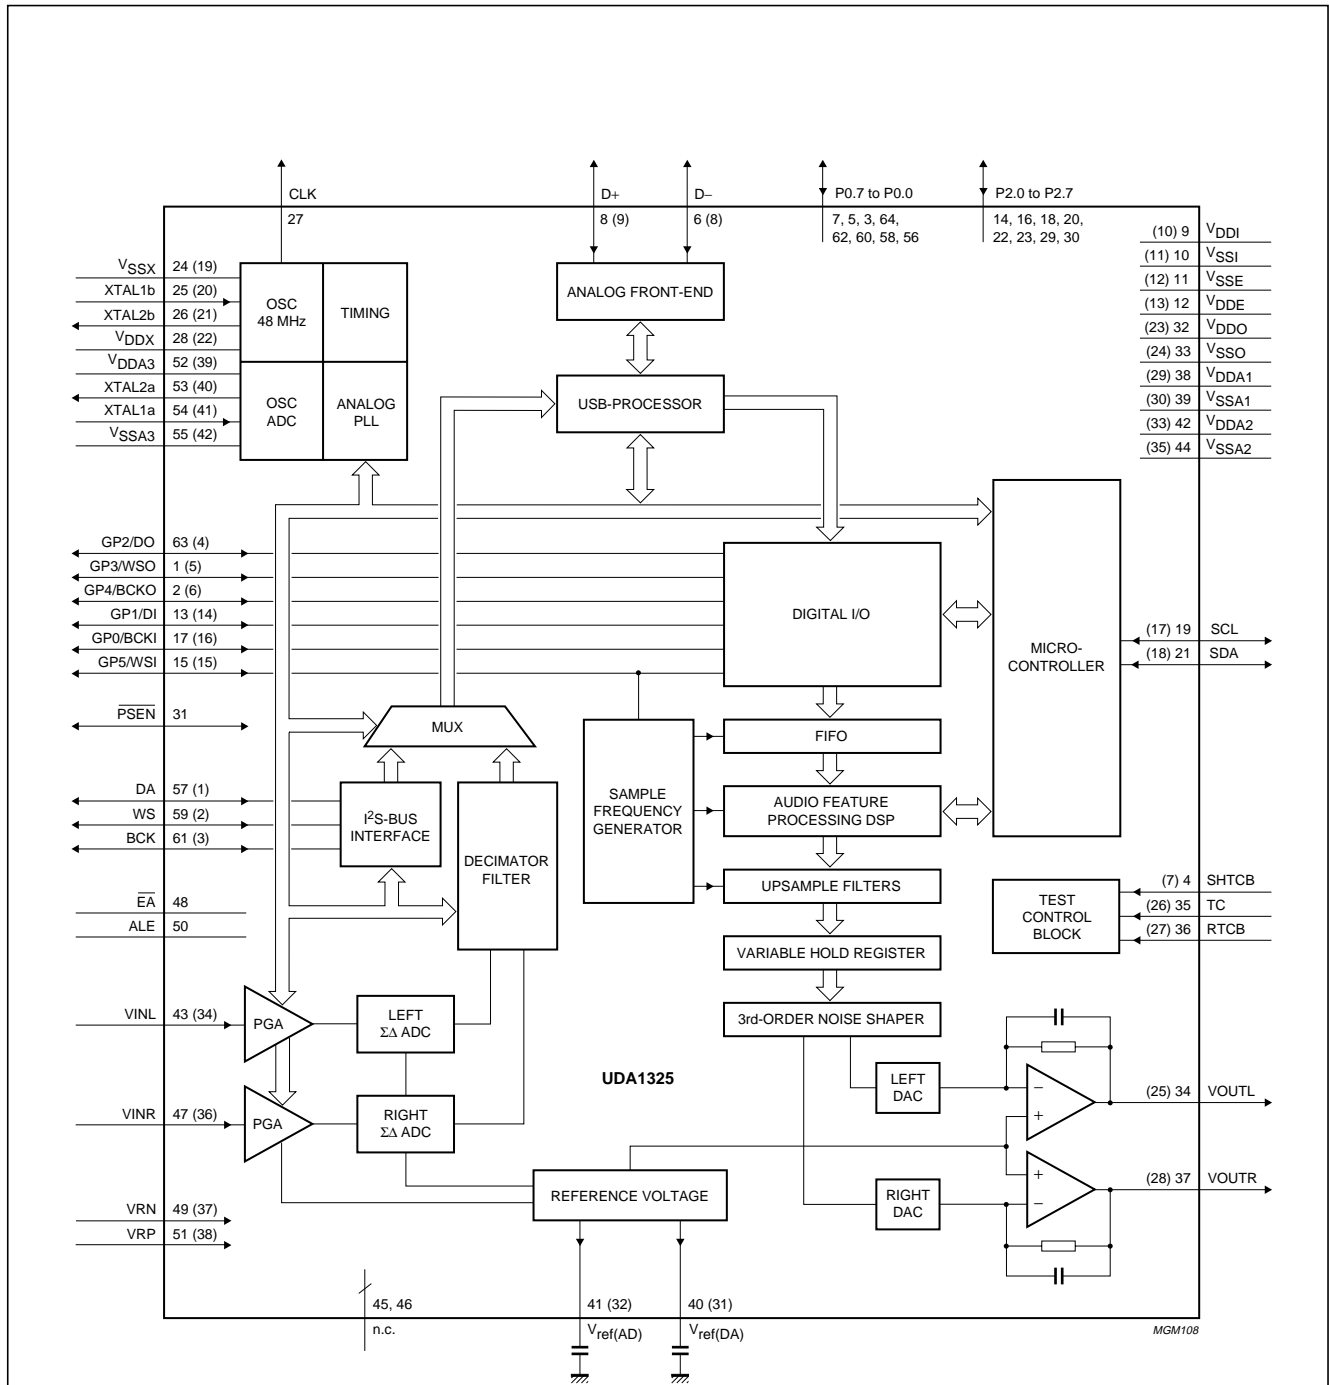 CLK
27
D+
8 (9)
D−
6 (8)
P0.7 to P0.0
7, 5, 3, 64,
62, 60, 58, 56
P2.0 to P2.7
14, 16, 18, 20,
22, 23, 29, 30
(10) 9 VDDI
(11) 10 VSSI
(12) 11 VSSE
(13) 12 VDDE
(23) 32 VDDO
(24) 33 VSSO
(29) 38 VDDA1
(30) 39 VSSA1
(33) 42 VDDA2
(35) 44 VSSA2
VSSX 24 (19)
XTAL1b 25 (20)
XTAL2b 26 (21)
VDDX 28 (22)
VDDA3 52 (39)
XTAL2a 53 (40)
XTAL1a 54 (41)
VSSA3 55 (42)
OSC
48 MHz
TIMING
OSC
ADC
ANALOG
PLL
ANALOG FRONT-END
USB-PROCESSOR
GP2/DO 63 (4)
GP3/WSO 1 (5)
GP4/BCKO 2 (6)
GP1/DI 13 (14)
GP0/BCKI 17 (16)
GP5/WSI 15 (15)
PSEN 31
DIGITAL I/O
MICRO-
CONTROLLER
(17) 19 SCL
(18) 21 SDA
MUX
FIFO
DA 57 (1)
WS 59 (2)
BCK 61 (3)
I2S-BUS
INTERFACE
DECIMATOR
FILTER
SAMPLE
FREQUENCY
GENERATOR
AUDIO FEATURE
PROCESSING DSP
UPSAMPLE FILTERS
EA 48
ALE 50
TEST
CONTROL
BLOCK
(7) 4 SHTCB
(26) 35 TC
(27) 36 RTCB
VARIABLE HOLD REGISTER
3rd-ORDER NOISE SHAPER
VINL 43 (34)
PGA
LEFT
ΣΔ ADC
UDA1325
LEFT
DAC
−
+
(25) 34 VOUTL
VINR 47 (36)
PGA
RIGHT
ΣΔ ADC
REFERENCE VOLTAGE
RIGHT
DAC
+
−
(28) 37 VOUTR
VRN 49 (37)
VRP 51 (38)
45, 46
n.c.
41 (32)
Vref(AD)
40 (31)
Vref(DA)
MGM108